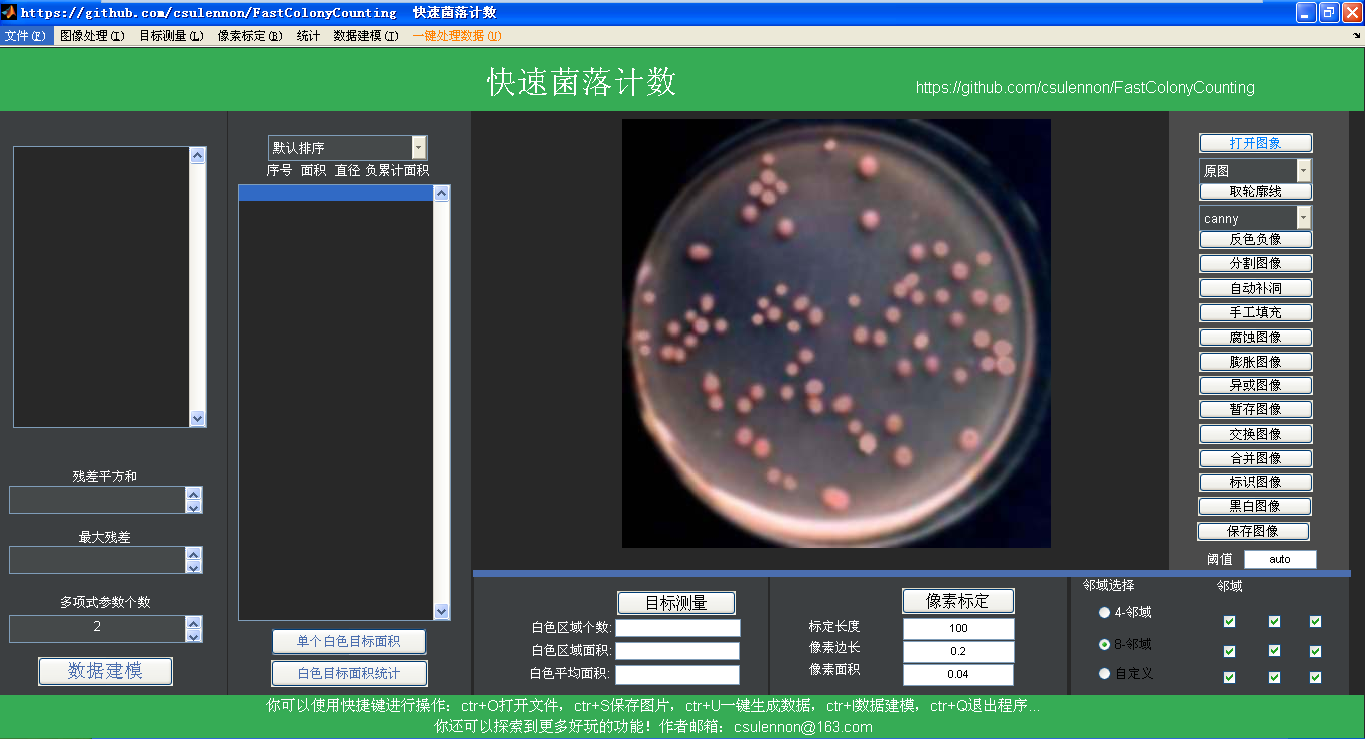 https://github.com/csulennon/FastColonyCounting 快速菌落计数
文件(F) 图像处理(I) 目标测量(L) 像素标定(B) 统计 数据建模(T) 一键处理数据(U)
快速菌落计数
https://github.com/csulennon/FastColonyCounting
残差平方和
最大残差
多项式参数个数
2
数据建模
默认排序
序号 面积 直径 负累计面积
单个白色目标面积
白色目标面积统计
打开图象
原图
取轮廓线
canny
反色负像
分割图像
自动补洞
手工填充
腐蚀图像
膨胀图像
异或图像
暂存图像
交换图像
合并图像
标识图像
黑白图像
保存图像
阈值 auto
目标测量
白色区域个数:
白色区域面积:
白色平均面积:
像素标定
标定长度 100
像素边长 0.2
像素面积 0.04
邻域选择
4-邻域
8-邻域
自定义
邻域
你可以使用快捷键进行操作：ctr+O打开文件，ctr+S保存图片，ctr+U一键生成数据，ctr+I数据建模，ctr+Q退出程序...
你还可以探索到更多好玩的功能！作者邮箱：csulennon@163.com